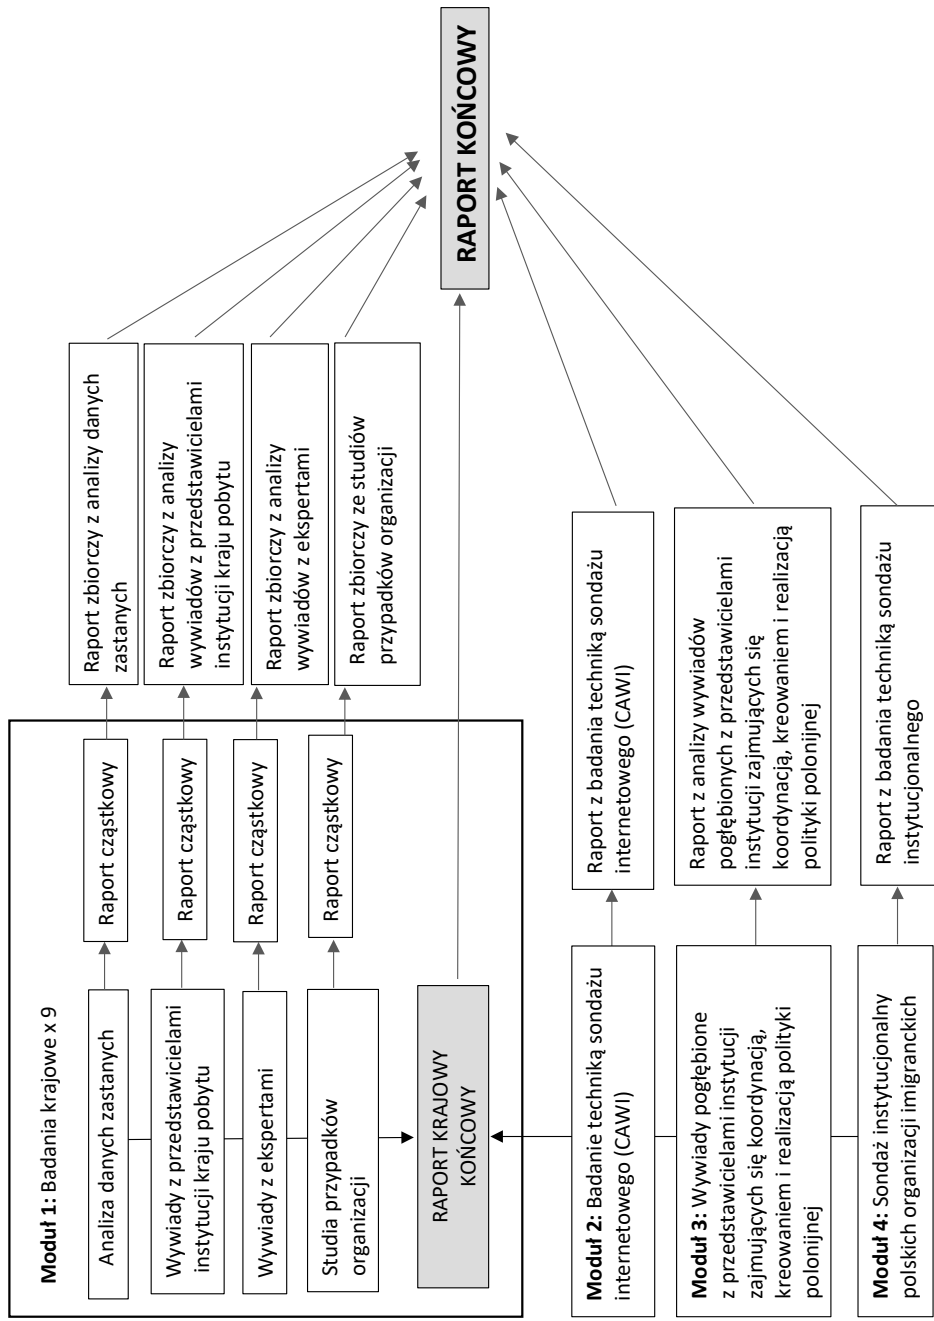 Moduł 1: Badania krajowe x 9
Analiza danych zastanych
Raport cząstkowy
Raport zbiorczy z analizy danych
zastanych
Wywiady z przedstawicielami
instytucji kraju pobytu
Raport cząstkowy
Raport zbiorczy z analizy
wywiadów z przedstawicielami
instytucji kraju pobytu
Wywiady z ekspertami
Raport cząstkowy
Raport zbiorczy z analizy
wywiadów z ekspertami
Studia przypadków
organizacji
Raport cząstkowy
Raport zbiorczy ze studiów
przypadków organizacji
RAPORT KRAJOWY
KOŃCOWY
RAPORT KOŃCOWY
Moduł 2: Badanie techniką sondażu
internetowego (CAWI)
Raport z badania techniką sondażu
internetowego (CAWI)
Moduł 3: Wywiady pogłębione
z przedstawicielami instytucji
zajmujących się koordynacją,
kreowaniem i realizacją polityki
polonijnej
Raport z analizy wywiadów
pogłębionych z przedstawicielami
instytucji zajmujących się
koordynacją, kreowaniem i realizacją
polityki polonijnej
Moduł 4: Sondaż instytucjonalny
polskich organizacji imigranckich
Raport z badania techniką sondażu
instytucjonalnego